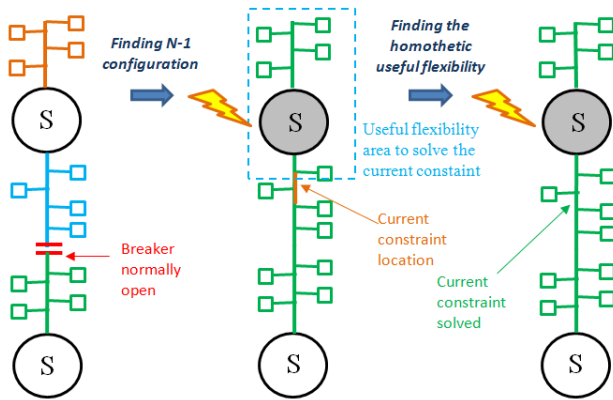 Finding N-1
configuration
Finding the
homothetic
useful flexibility
S
S
S
Useful flexibility
area to solve the
current constaint
Current
constraint
location
Breaker
normally
open
Current
constraint
solved
S
S
S